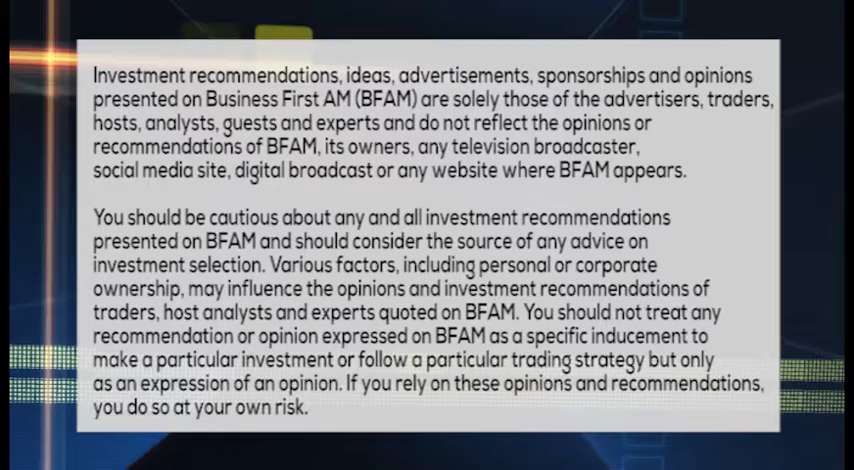 Investment recommendations, ideas, advertisements, sponsorships and opinions
presented on Business First AM (BFAM) are solely those of the advertisers, traders,
hosts, analysts, guests and experts and do not reflect the opinions or
recommendations of BFAM, its owners, any television broadcaster,
social media site, digital broadcast or any website where BFAM appears.
You should be cautious about any and all investment recommendations
presented on BFAM and should consider the source of any advice on
investment selection. Various factors, including personal or corporate
ownership, may influence the opinions and investment recommendations of
traders, host analysts and experts quoted on BFAM. You should not treat any
recommendation or opinion expressed on BFAM as a specific inducement to
make a particular investment or follow a particular trading strategy but only
as an expression of an opinion. If you rely on these opinions and recommendations,
you do so at your own risk.